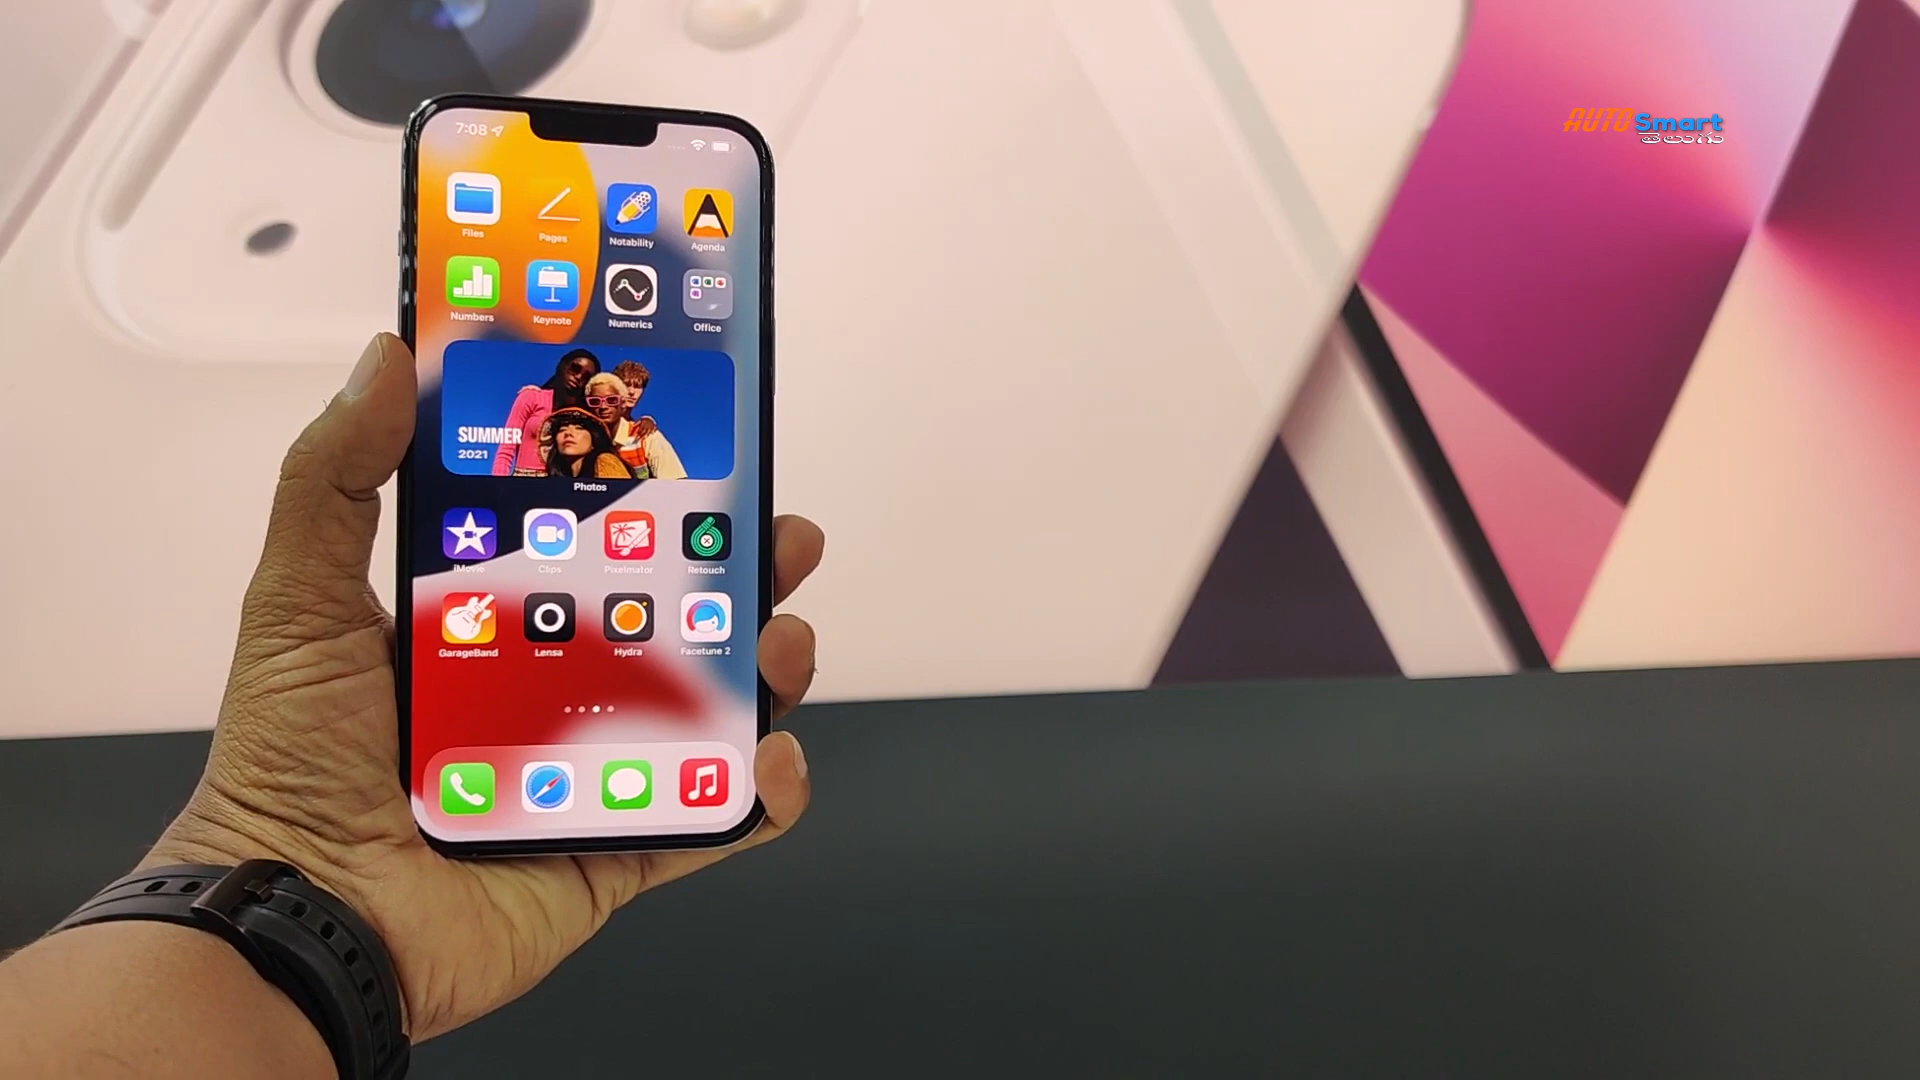 7:08
AUTO Smart
తెలుగు
Files
Pages
Notability
Agenda
Numbers
Keynote
Numerics
Office
SUMMER
2021
Photos
iMovie
Clips
Pixelmator
Retouch
GarageBand
Lensa
Hydra
Facetune 2